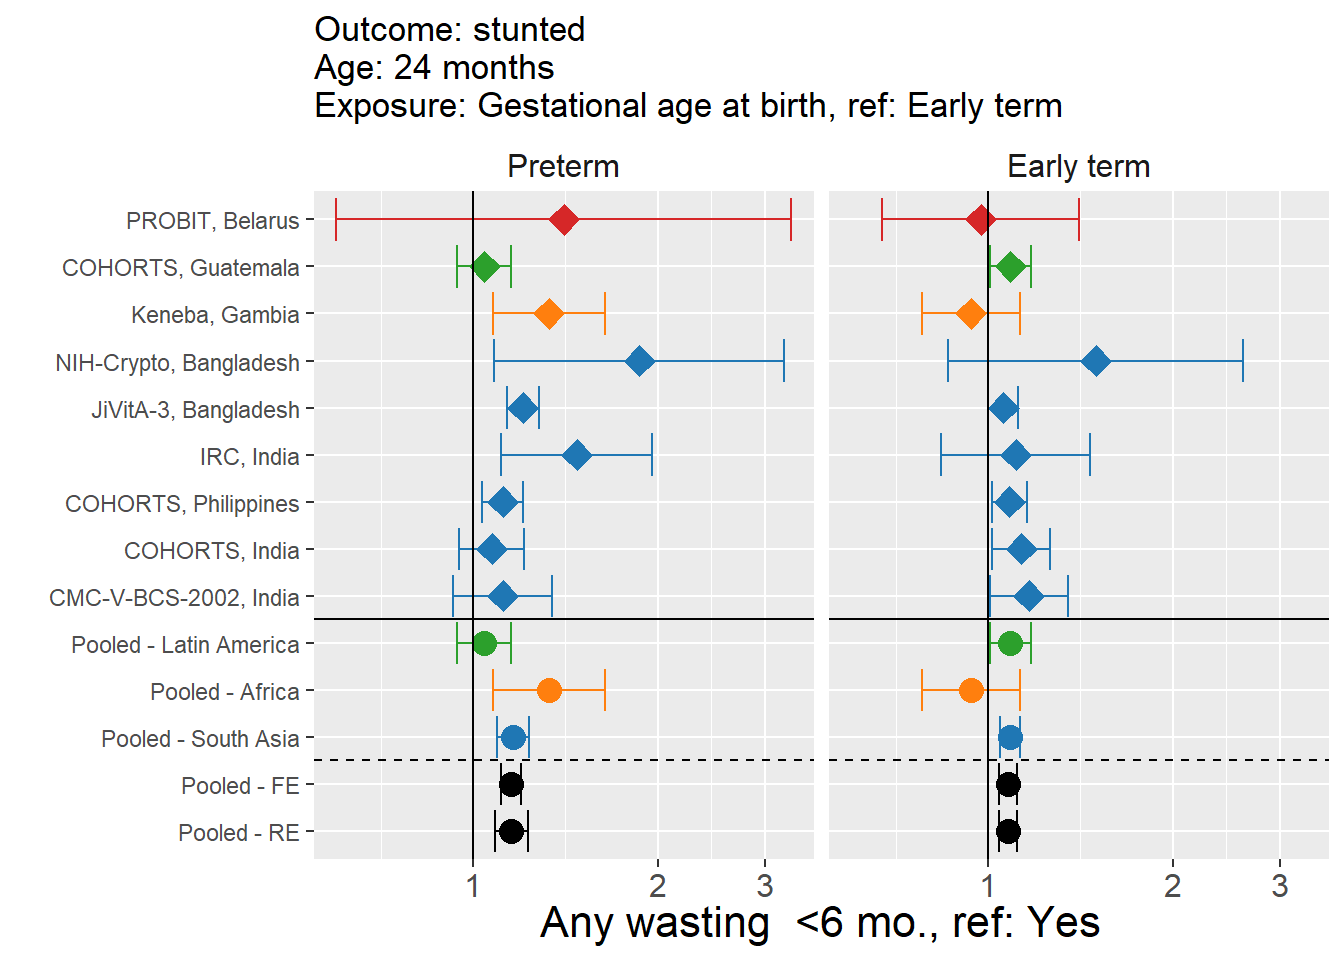 Outcome: stunted
Age: 24 months
Exposure: Gestational age at birth, ref: Early term
Preterm
Early term
PROBIT, Belarus
COHORTS, Guatemala
Keneba, Gambia
NIH-Crypto, Bangladesh
JiVitA-3, Bangladesh
IRC, India
COHORTS, Philippines
COHORTS, India
CMC-V-BCS-2002, India
Pooled - Latin America
Pooled - Africa
Pooled - South Asia
Pooled - FE
Pooled - RE
1 2 3
1 2 3
Any wasting  <6 mo., ref: Yes